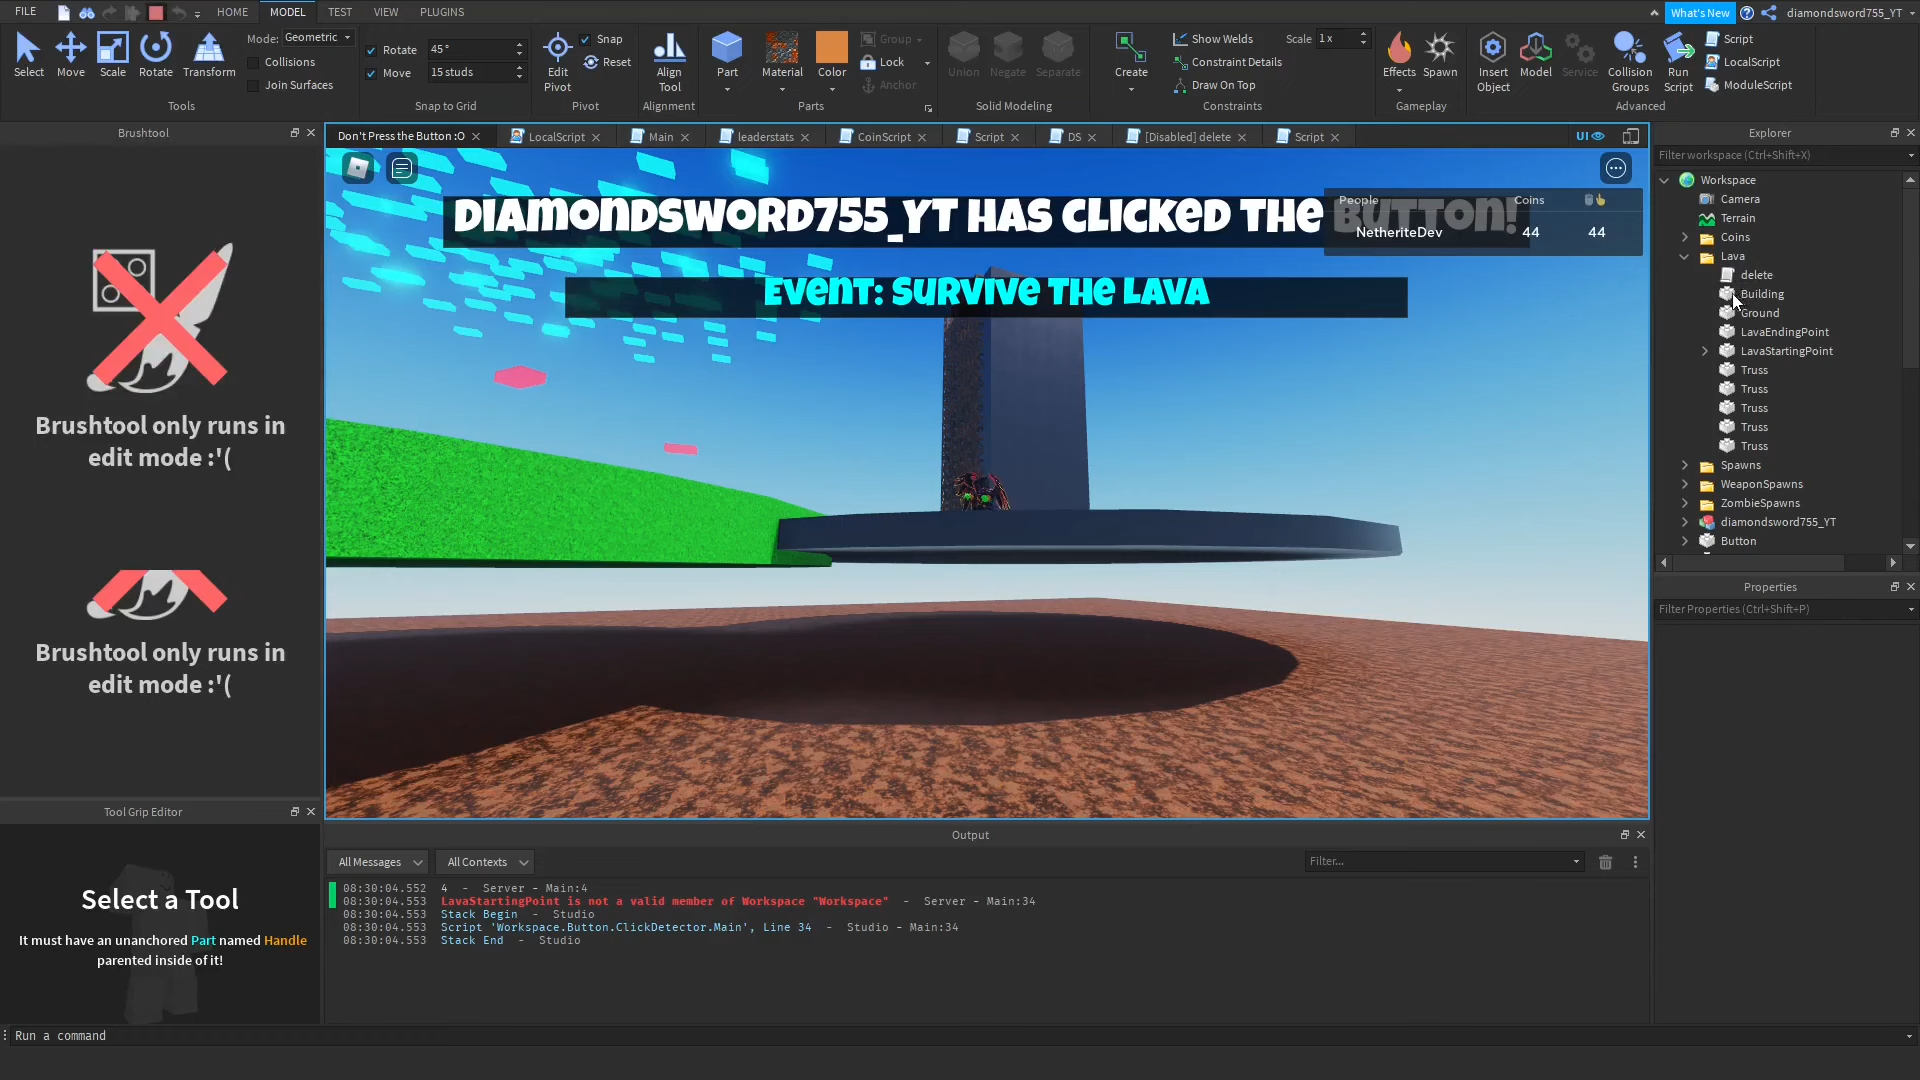 FILE HOME MODEL TEST VIEW PLUGINS What's New diamondsword755_YT
Select Move Scale Rotate Transform
Mode: Geometric
Collisions
Join Surfaces
Tools
Rotate 45°
Move 15 studs
Snap to Grid
Edit Pivot
Snap
Reset
Pivot
Align Tool
Alignment
Part Material Color
Group
Lock
Anchor
Parts
Union Negate Separate
Solid Modeling
Create
Show Welds Scale 1x
Constraint Details
Draw On Top
Constraints
Effects Spawn
Gameplay
Insert Object Model Service Collision Groups Run Script
Script
LocalScript
ModuleScript
Advanced
Brushtool
Brushtool only runs in
edit mode :'(
Brushtool only runs in
edit mode :'(
Tool Grip Editor
Select a Tool
It must have an unanchored Part named Handle
parented inside of it!
Don't Press the Button :O LocalScript Main leaderstats CoinScript Script DS [Disabled] delete Script UI
diamondsword755_YT has clicked the button!
Event: Survive the lava
People Coins
NetheriteDev 44 44
Output
All Messages All Contexts Filter...
08:30:04.552 4 - Server - Main:4
08:30:04.553 LavaStartingPoint is not a valid member of Workspace "Workspace" - Server - Main:34
08:30:04.553 Stack Begin - Studio
08:30:04.553 Script 'Workspace.Button.ClickDetector.Main', Line 34 - Studio - Main:34
08:30:04.553 Stack End - Studio
Explorer
Filter workspace (Ctrl+Shift+X)
Workspace
Camera
Terrain
Coins
Lava
delete
Building
Ground
LavaEndingPoint
LavaStartingPoint
Truss
Truss
Truss
Truss
Truss
Spawns
WeaponSpawns
ZombieSpawns
diamondsword755_YT
Button
Properties
Filter Properties (Ctrl+Shift+P)
Run a command